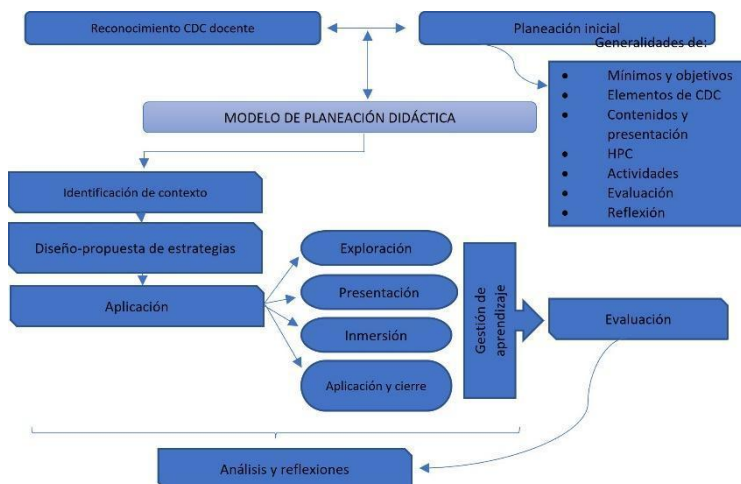 Reconocimiento CDC docente
Planeación inicial
Generalidades de:
• Mínimos y objetivos
• Elementos de CDC
• Contenidos y
presentación
• HPC
• Actividades
• Evaluación
• Reflexión
MODELO DE PLANEACIÓN DIDÁCTICA
Identificación de contexto
Diseño-propuesta de estrategias
Aplicación
Exploración
Presentación
Inmersión
Aplicación y cierre
Gestión de
aprendizaje
Evaluación
Análisis y reflexiones